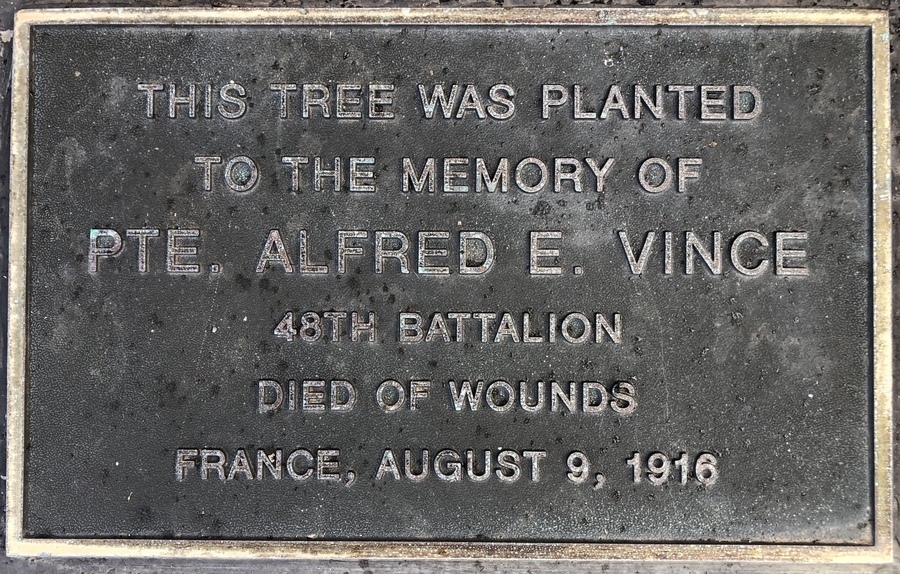 THIS TREE WAS PLANTED
TO THE MEMORY OF
PTE. ALFRED E. VINCE
48TH BATTALION
DIED OF WOUNDS
FRANCE, AUGUST 9, 1916